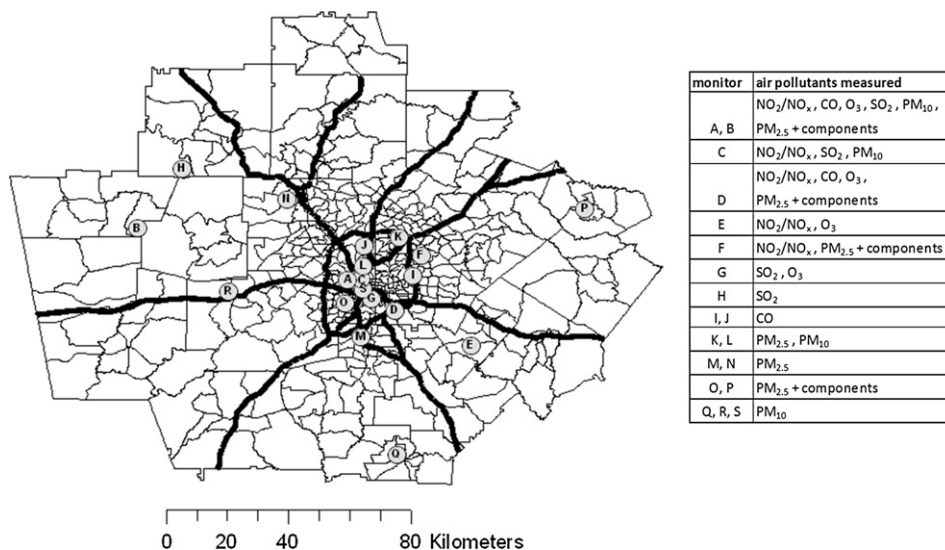 H
N
B
P
K
J
F
L
A
I
S
R
O
G
D
M
E
Q
0 20 40 80 Kilometers
monitor air pollutants measured
NO₂/NOₓ, CO, O₃, SO₂, PM₁₀,
A, B PM₂.₅ + components
C NO₂/NOₓ, SO₂, PM₁₀
NO₂/NOₓ, CO, O₃,
D PM₂.₅ + components
E NO₂/NOₓ, O₃
F NO₂/NOₓ, PM₂.₅ + components
G SO₂, O₃
H SO₂
I, J CO
K, L PM₂.₅, PM₁₀
M, N PM₂.₅
O, P PM₂.₅ + components
Q, R, S PM₁₀